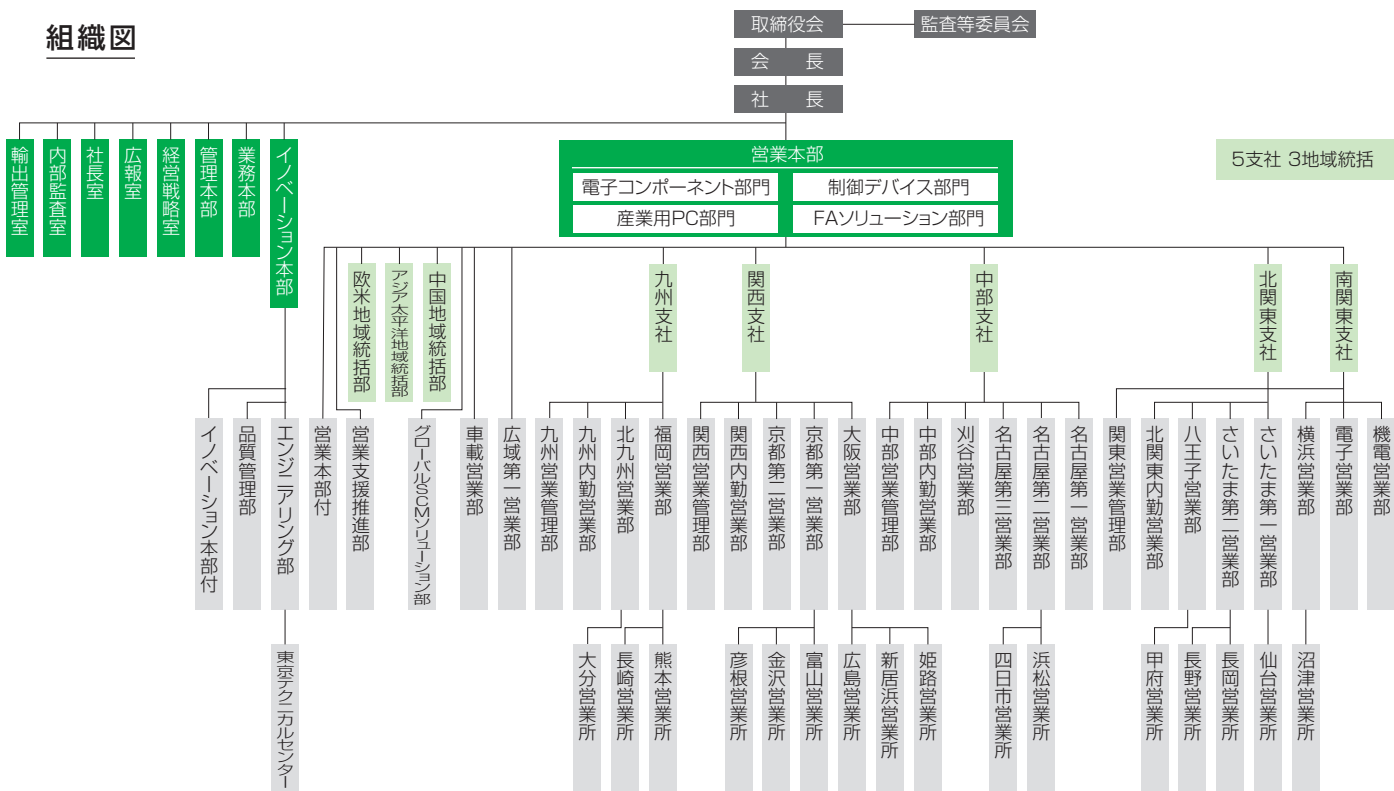 組織図
取締役会
監査等委員会
会　長
社　長
輸出管理室
内部監査室
社長室
広報室
経営戦略室
管理本部
業務本部
イノベーション本部
営業本部
電子コンポーネント部門
制御デバイス部門
産業用PC部門
FAソリューション部門
5支社 3地域統括
欧米地域統括部
アジア太平洋地域統括部
中国地域統括部
九州支社
関西支社
中部支社
北関東支社
南関東支社
イノベーション本部付
品質管理部
エンジニアリング部
営業本部付
営業支援推進部
グローバルSCMソリューション部
車載営業部
広域第一営業部
九州営業管理部
九州内勤営業部
北九州営業部
福岡営業部
関西営業管理部
関西内勤営業部
京都第二営業部
京都第一営業部
大阪営業部
中部営業管理部
中部内勤営業部
刈谷営業部
名古屋第三営業部
名古屋第二営業部
名古屋第一営業部
関東営業管理部
北関東内勤営業部
八王子営業部
さいたま第二営業部
さいたま第一営業部
横浜営業部
電子営業部
機電営業部
東京テクニカルセンター
大分営業所
長崎営業所
熊本営業所
彦根営業所
金沢営業所
富山営業所
広島営業所
新居浜営業所
姫路営業所
四日市営業所
浜松営業所
甲府営業所
長野営業所
長岡営業所
仙台営業所
沼津営業所